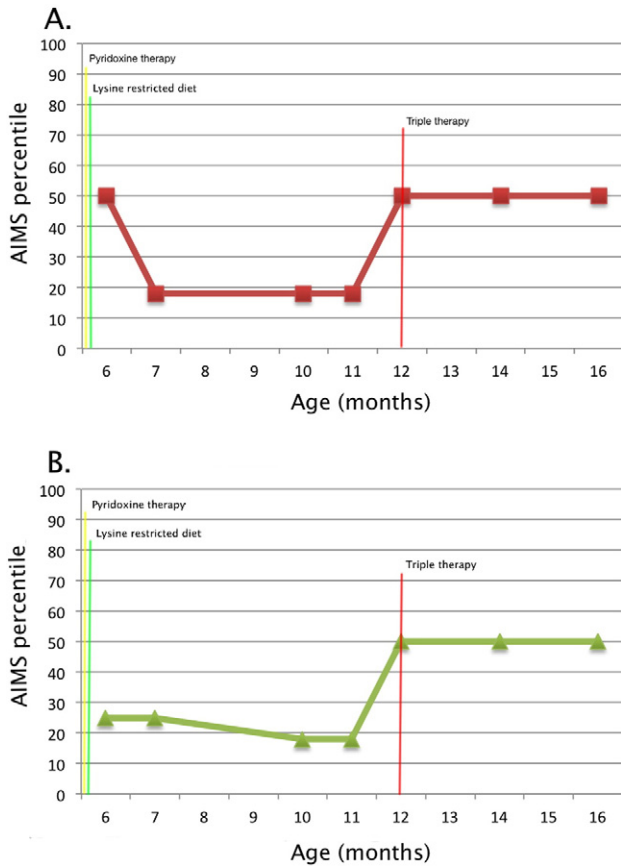 A.
100
90
80
70
60
50
40
30
20
10
0
AIMS percentile
Pyridoxine therapy
Lysine restricted diet
Triple therapy
6 7 8 9 10 11 12 13 14 15 16
Age (months)
B.
100
90
80
70
60
50
40
30
20
10
0
AIMS percentile
Pyridoxine therapy
Lysine restricted diet
Triple therapy
6 7 8 9 10 11 12 13 14 15 16
Age (months)